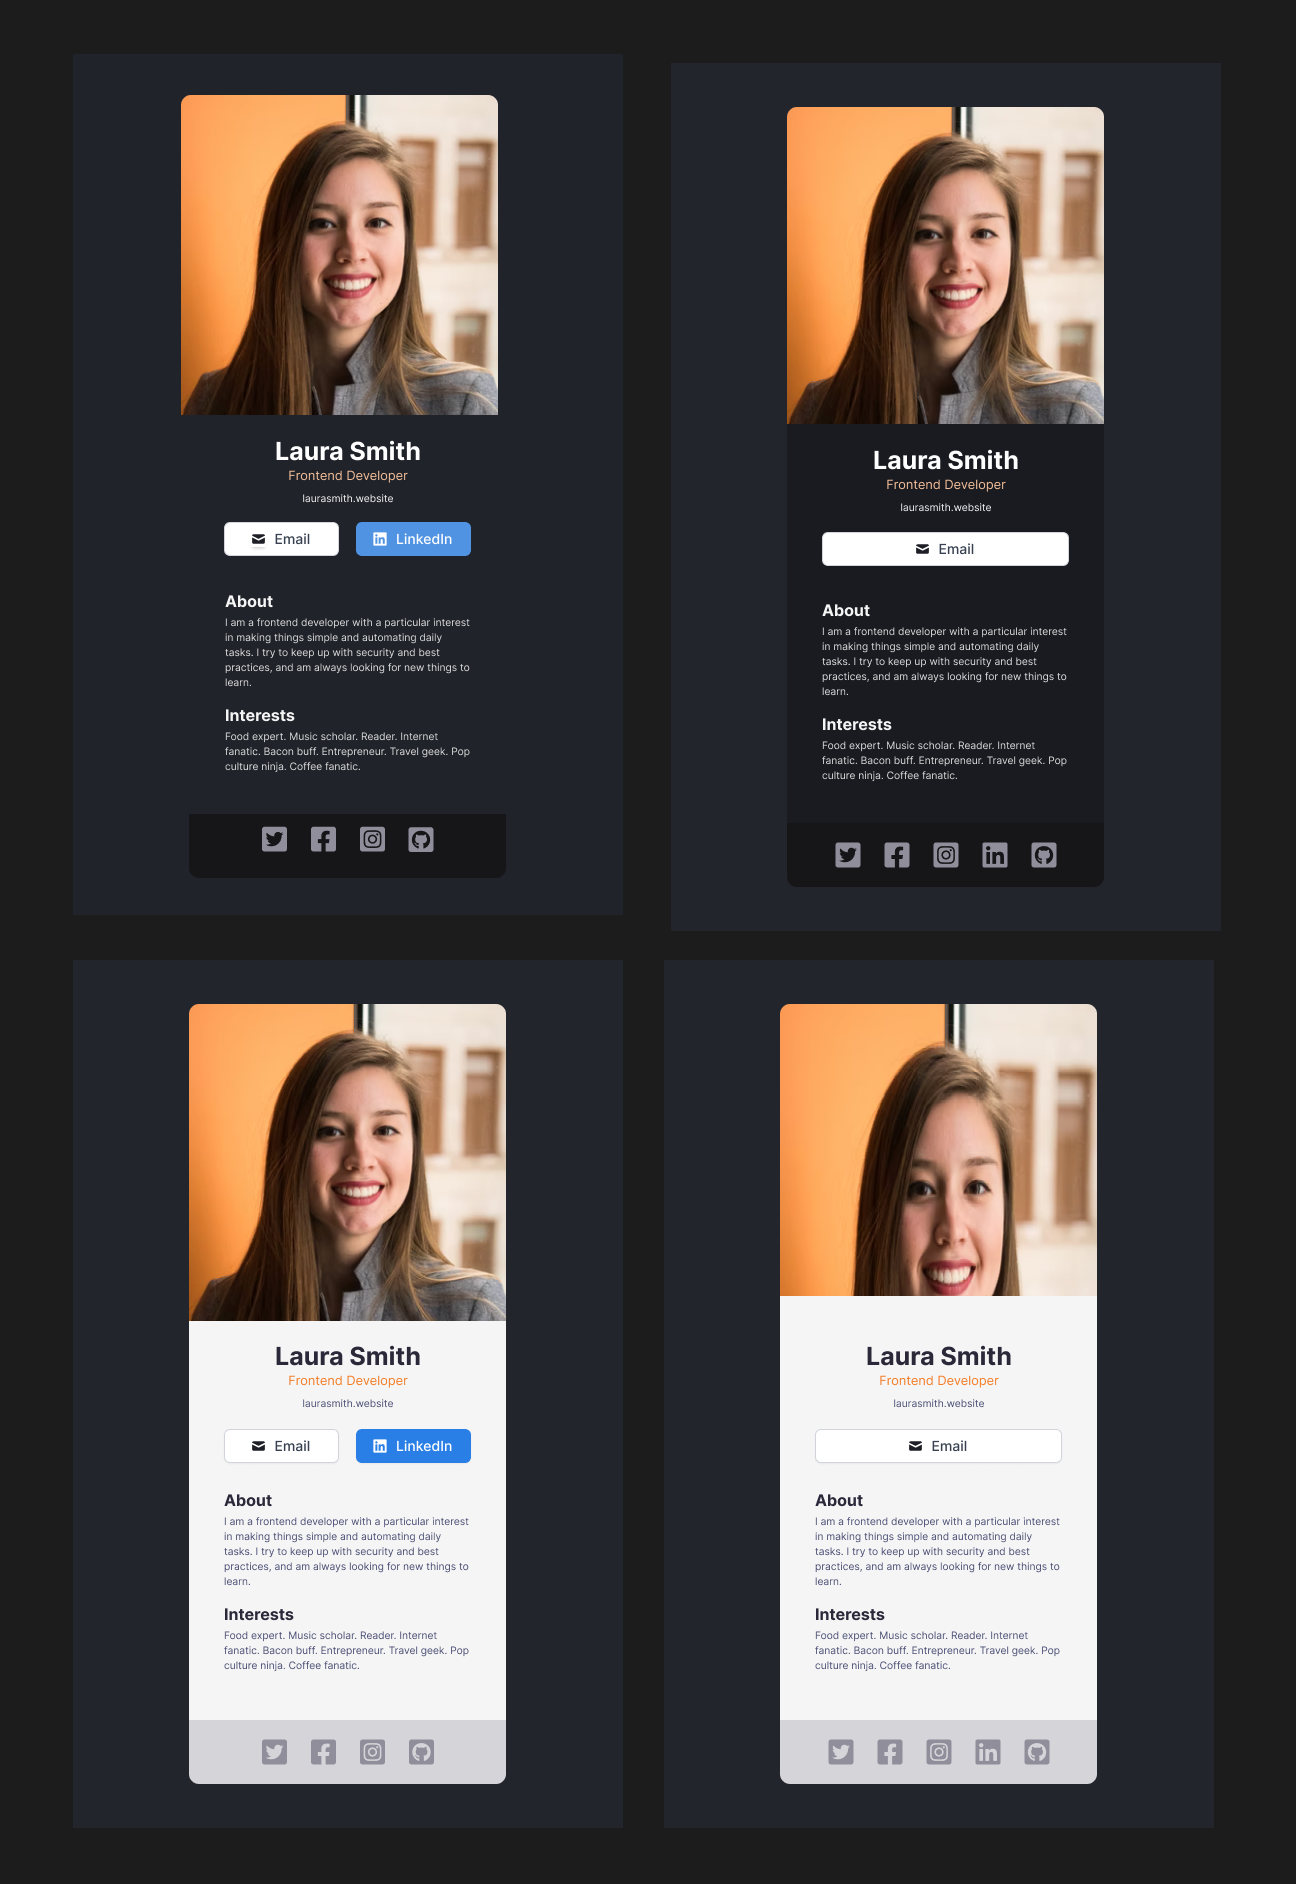 Laura Smith
Frontend Developer
laurasmith.website
Email
LinkedIn
About
I am a frontend developer with a particular interest
in making things simple and automating daily
tasks. I try to keep up with security and best
practices, and am always looking for new things to
learn.
Interests
Food expert. Music scholar. Reader. Internet
fanatic. Bacon buff. Entrepreneur. Travel geek. Pop
culture ninja. Coffee fanatic.
Laura Smith
Frontend Developer
laurasmith.website
Email
About
I am a frontend developer with a particular interest
in making things simple and automating daily
tasks. I try to keep up with security and best
practices, and am always looking for new things to
learn.
Interests
Food expert. Music scholar. Reader. Internet
fanatic. Bacon buff. Entrepreneur. Travel geek. Pop
culture ninja. Coffee fanatic.
Laura Smith
Frontend Developer
laurasmith.website
Email
LinkedIn
About
I am a frontend developer with a particular interest
in making things simple and automating daily
tasks. I try to keep up with security and best
practices, and am always looking for new things to
learn.
Interests
Food expert. Music scholar. Reader. Internet
fanatic. Bacon buff. Entrepreneur. Travel geek. Pop
culture ninja. Coffee fanatic.
Laura Smith
Frontend Developer
laurasmith.website
Email
About
I am a frontend developer with a particular interest
in making things simple and automating daily
tasks. I try to keep up with security and best
practices, and am always looking for new things to
learn.
Interests
Food expert. Music scholar. Reader. Internet
fanatic. Bacon buff. Entrepreneur. Travel geek. Pop
culture ninja. Coffee fanatic.